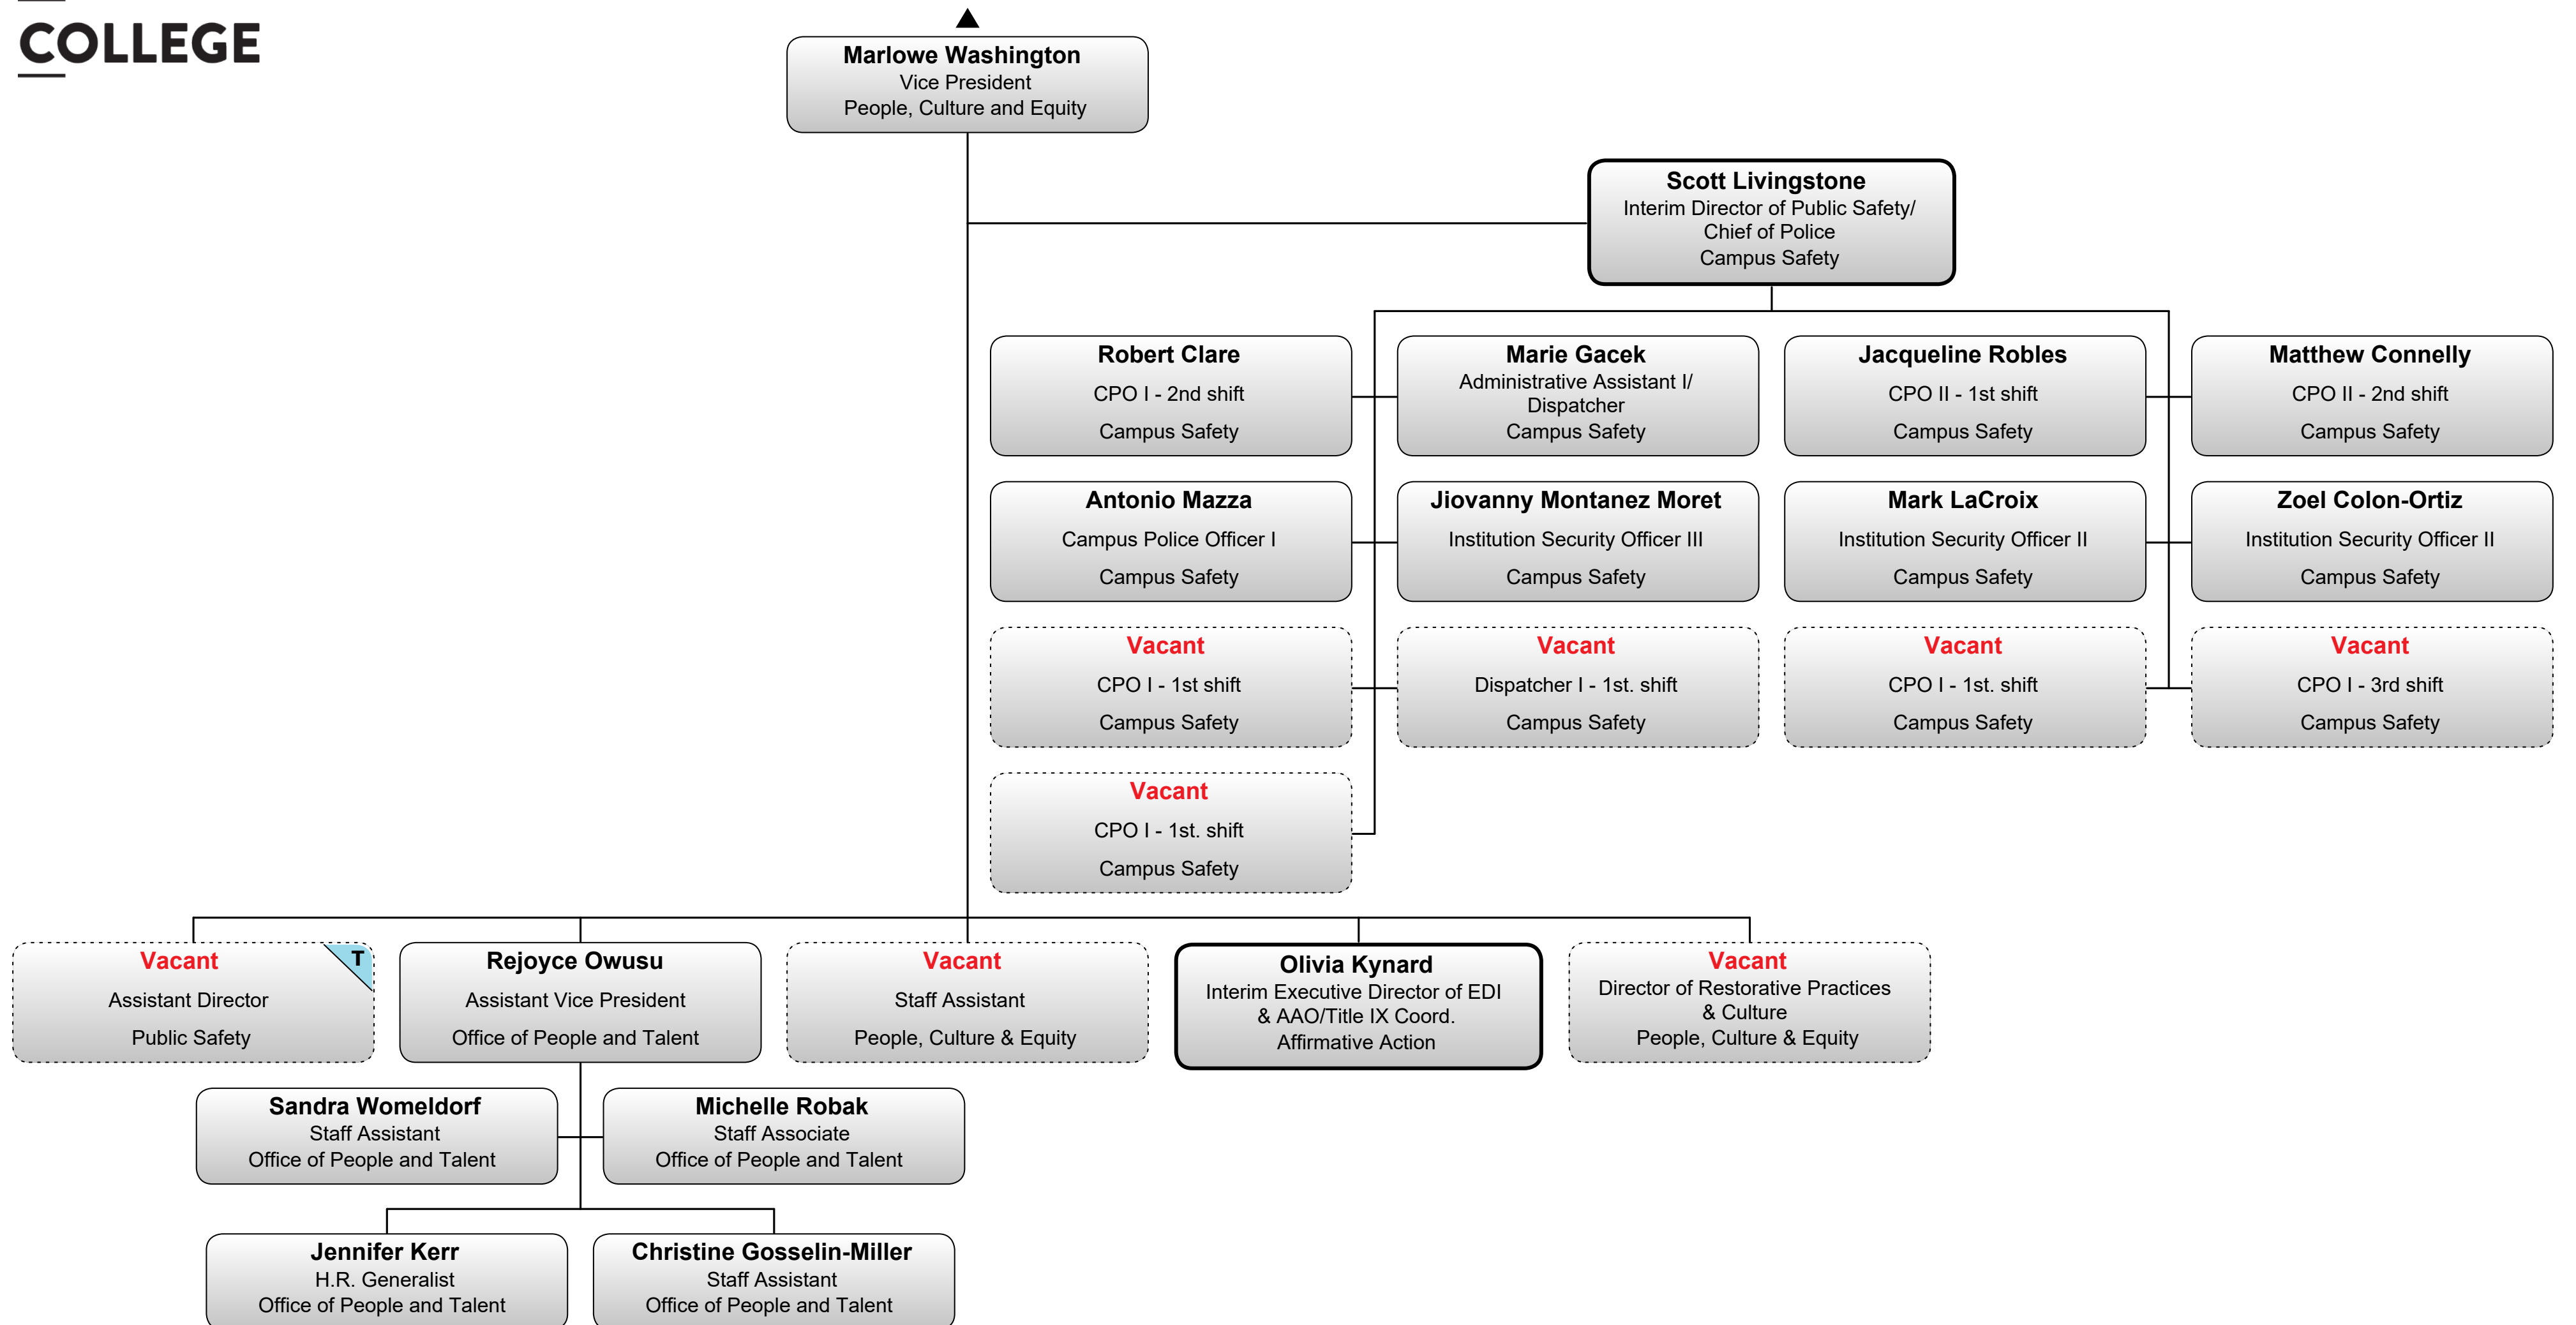 COLLEGE
Marlowe Washington
Vice President
People, Culture and Equity
Scott Livingstone
Interim Director of Public Safety/
Chief of Police
Campus Safety
Robert Clare
CPO I - 2nd shift
Campus Safety
Marie Gacek
Administrative Assistant I/
Dispatcher
Campus Safety
Jacqueline Robles
CPO II - 1st shift
Campus Safety
Matthew Connelly
CPO II - 2nd shift
Campus Safety
Antonio Mazza
Campus Police Officer I
Campus Safety
Jiovanny Montanez Moret
Institution Security Officer III
Campus Safety
Mark LaCroix
Institution Security Officer II
Campus Safety
Zoel Colon-Ortiz
Institution Security Officer II
Campus Safety
Vacant
CPO I - 1st shift
Campus Safety
Vacant
Dispatcher I - 1st. shift
Campus Safety
Vacant
CPO I - 1st. shift
Campus Safety
Vacant
CPO I - 3rd shift
Campus Safety
Vacant
CPO I - 1st. shift
Campus Safety
Vacant
T
Assistant Director
Public Safety
Rejoyce Owusu
Assistant Vice President
Office of People and Talent
Vacant
Staff Assistant
People, Culture & Equity
Olivia Kynard
Interim Executive Director of EDI
& AAO/Title IX Coord.
Affirmative Action
Vacant
Director of Restorative Practices
& Culture
People, Culture & Equity
Sandra Womeldorf
Staff Assistant
Office of People and Talent
Michelle Robak
Staff Associate
Office of People and Talent
Jennifer Kerr
H.R. Generalist
Office of People and Talent
Christine Gosselin-Miller
Staff Assistant
Office of People and Talent